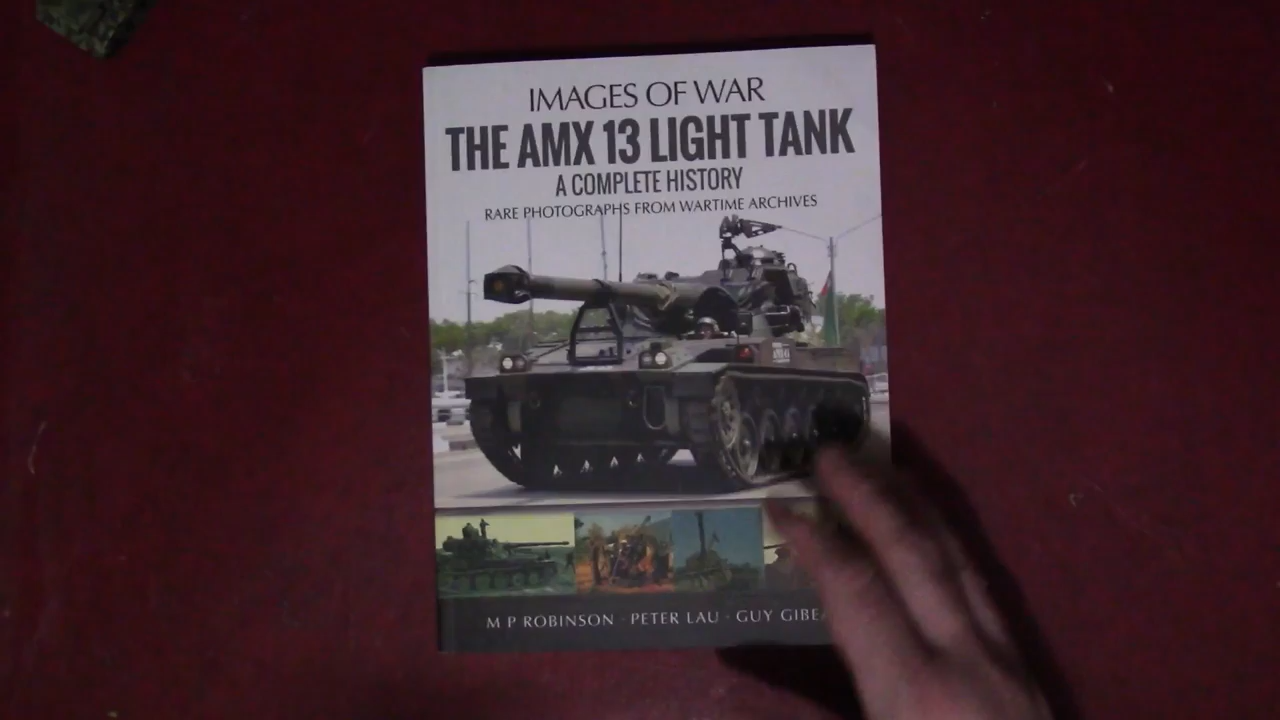 IMAGES OF WAR
THE AMX 13 LIGHT TANK
A COMPLETE HISTORY
RARE PHOTOGRAPHS FROM WARTIME ARCHIVES
M P ROBINSON · PETER LAU · GUY